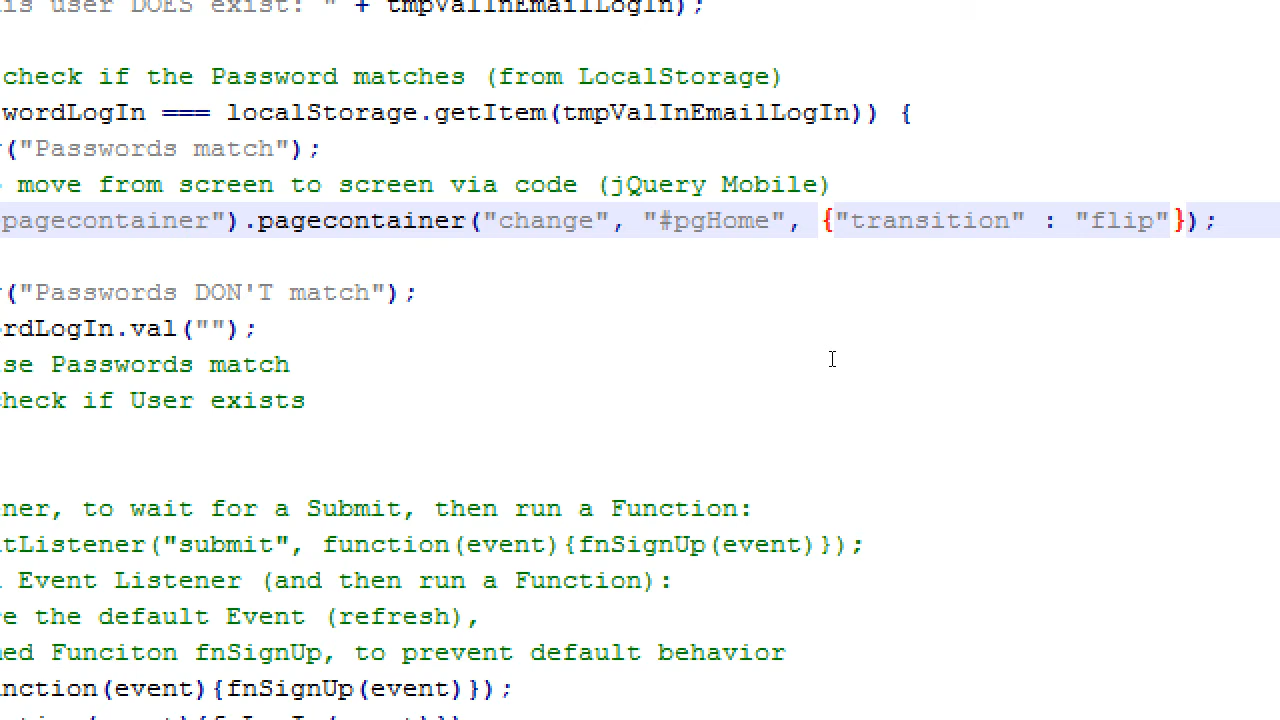 is user DOES exist: " + tmpValInEmailLogIn);
check if the Password matches (from LocalStorage)
wordLogIn === localStorage.getItem(tmpValInEmailLogIn)) {
("Passwords match");
move from screen to screen via code (jQuery Mobile)
pagecontainer").pagecontainer("change", "#pgHome", {"transition" : "flip"});
("Passwords DON'T match");
rdLogIn.val("");
se Passwords match
check if User exists
ner, to wait for a Submit, then run a Function:
tListener("submit", function(event){fnSignUp(event)});
Event Listener (and then run a Function):
e the default Event (refresh),
ed Funciton fnSignUp, to prevent default behavior
nction(event){fnSignUp(event)});